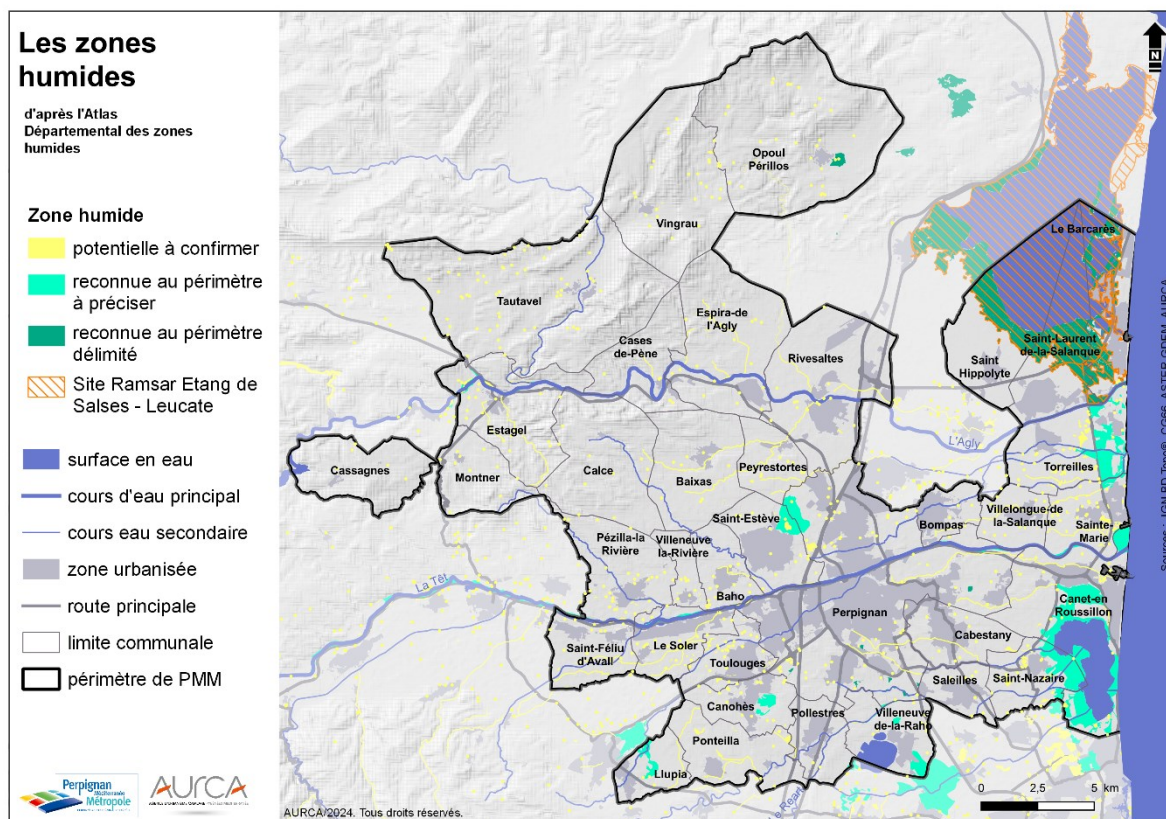 Les zones
humides
d'après l'Atlas
Départemental des zones
humides
Zone humide
potentielle à confirmer
reconnue au périmètre
à préciser
reconnue au périmètre
délimité
Site Ramsar Etang de
Salses - Leucate
surface en eau
cours d'eau principal
cours eau secondaire
zone urbanisée
route principale
limite communale
périmètre de PMM
Perpignan
Méditerranée
Métropole
AURCA
N
Opoul
Périllos
Vingrau
Le Barcarès
Tautavel
Espira-de
l'Agly
Cases
de-Pène
Rivesaltes
Saint-Laurent
de-la-Salanque
Saint
Hippolyte
Estagel
L'Agly
Cassagnes
Montner
Calce
Baixas
Peyrestortes
Torreilles
Saint-Estève
Bompas
Villelongue-de
la-Salanque
Sainte-
Marie
Pézilla-la
Rivière
Villeneuve
la-Rivière
La Têt
Baho
Perpignan
Canet-en
Roussillon
Saint-Féliu
d'Avall
Le Soler
Toulouges
Cabestany
Saleilles
Saint-Nazaire
Canohès
Pollestres
Villeneuve
de-la-Raho
Ponteilla
Llupia
0 2,5 5 km
AURCA/2024. Tous droits réservés.